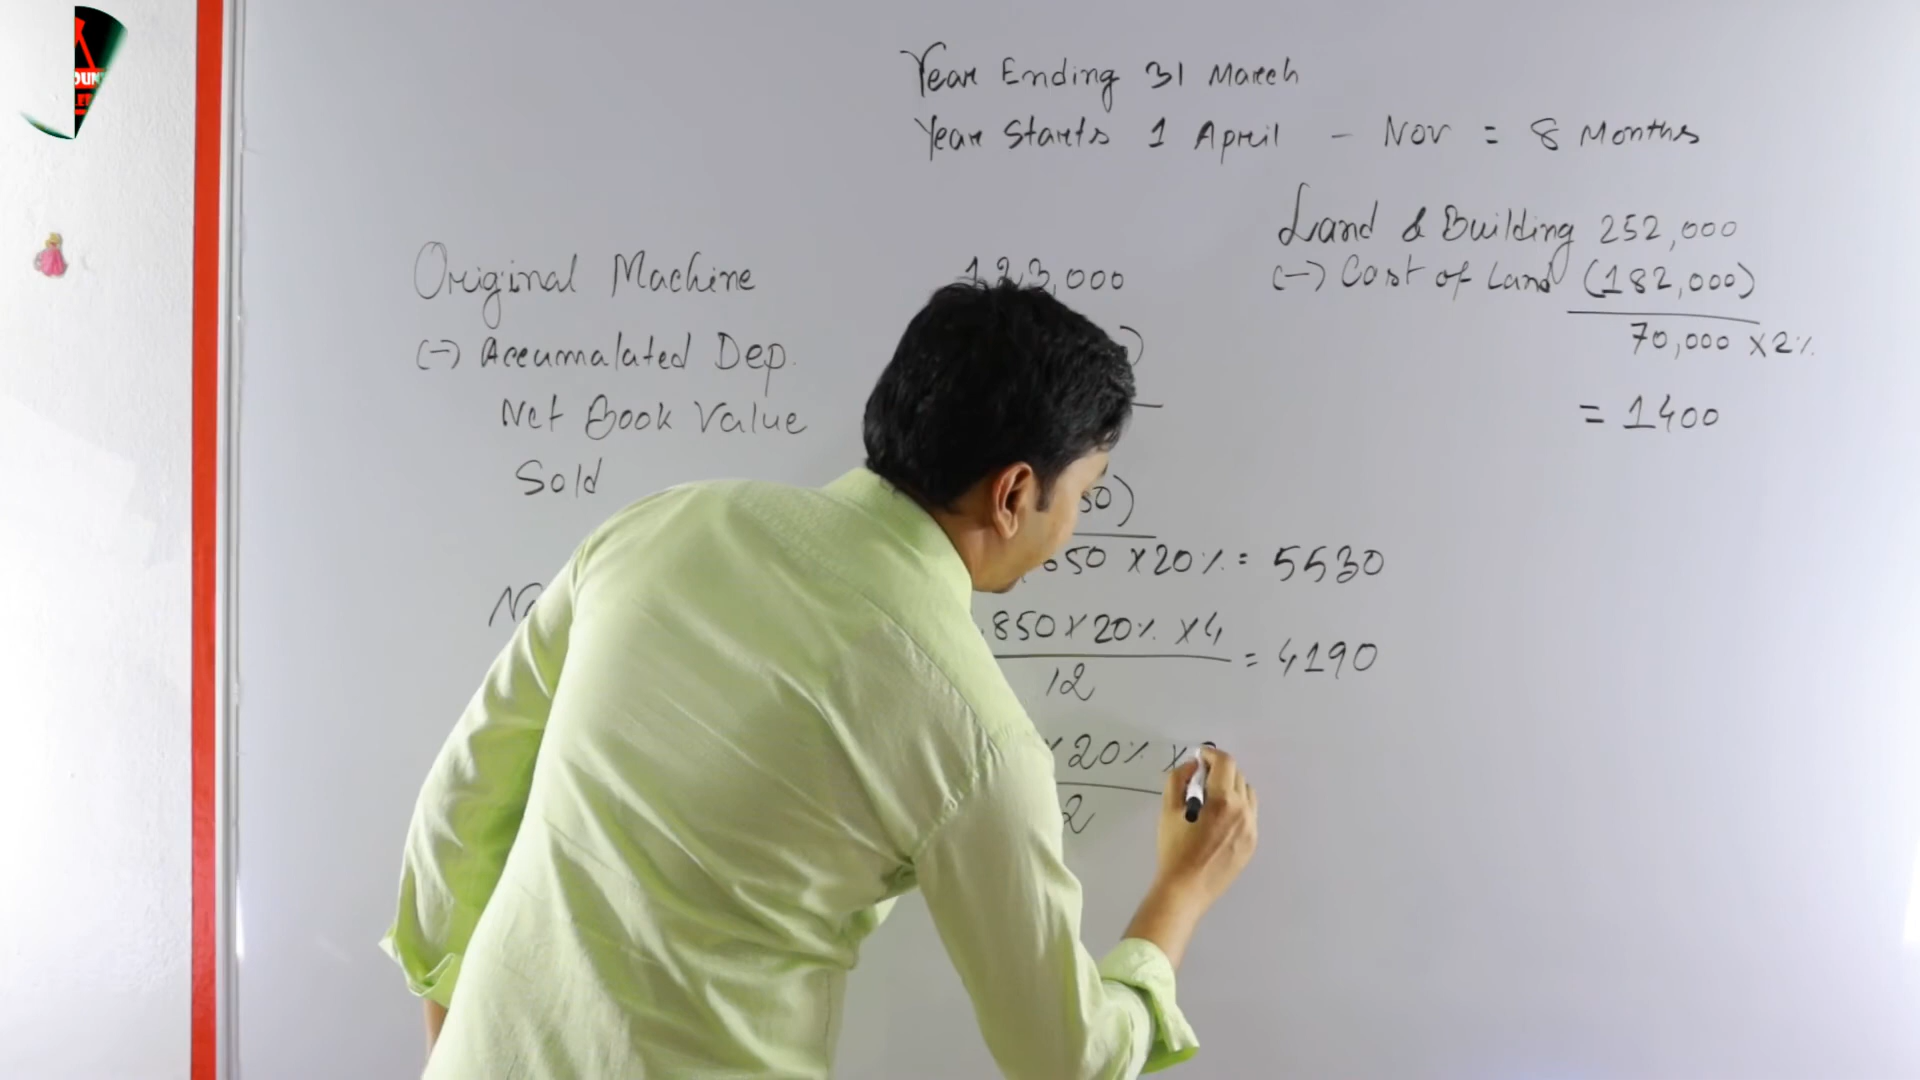 Year Ending 31 March
Year Starts 1 April - Nov = 8 Months
Land & Building 252,000
(-) Cost of Land (182,000)
70,000 x 2%
= 1400
Original Machine 123,000
(-) Accumalated Dep. )
Net Book Value
Sold 50)
650 x 20% = 5530
850 x 20% x 4
12
= 4190
x 20% x
2